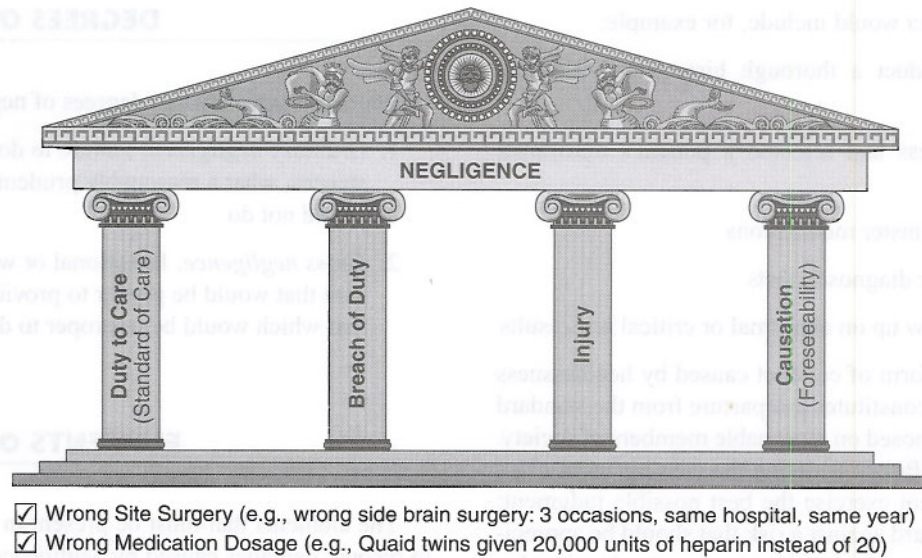 NEGLIGENCE
Duty to Care
(Standard of Care)
Breach of Duty
Injury
Causation
(Foreseeability)
☑ Wrong Site Surgery (e.g., wrong side brain surgery: 3 occasions, same hospital, same year)
☑ Wrong Medication Dosage (e.g., Quaid twins given 20,000 units of heparin instead of 20)